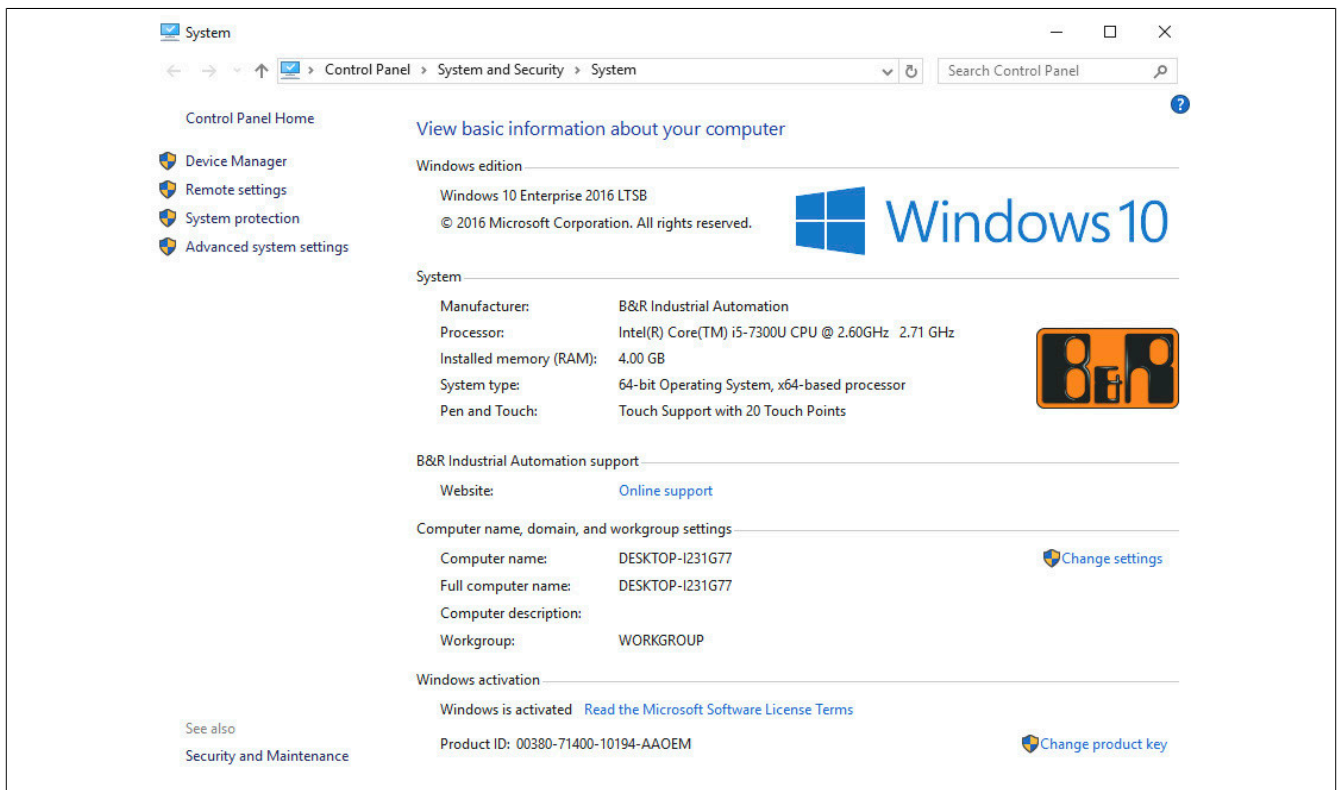 System
Control Panel › System and Security › System
Search Control Panel
?
Control Panel Home
Device Manager
Remote settings
System protection
Advanced system settings
View basic information about your computer
Windows edition
Windows 10 Enterprise 2016 LTSB
© 2016 Microsoft Corporation. All rights reserved.
Windows 10
System
Manufacturer: B&R Industrial Automation
Processor: Intel(R) Core(TM) i5-7300U CPU @ 2.60GHz 2.71 GHz
Installed memory (RAM): 4.00 GB
System type: 64-bit Operating System, x64-based processor
Pen and Touch: Touch Support with 20 Touch Points
B&R
B&R Industrial Automation support
Website: Online support
Computer name, domain, and workgroup settings
Computer name: DESKTOP-I231G77
Change settings
Full computer name: DESKTOP-I231G77
Computer description:
Workgroup: WORKGROUP
Windows activation
Windows is activated Read the Microsoft Software License Terms
Product ID: 00380-71400-10194-AAOEM
Change product key
See also
Security and Maintenance